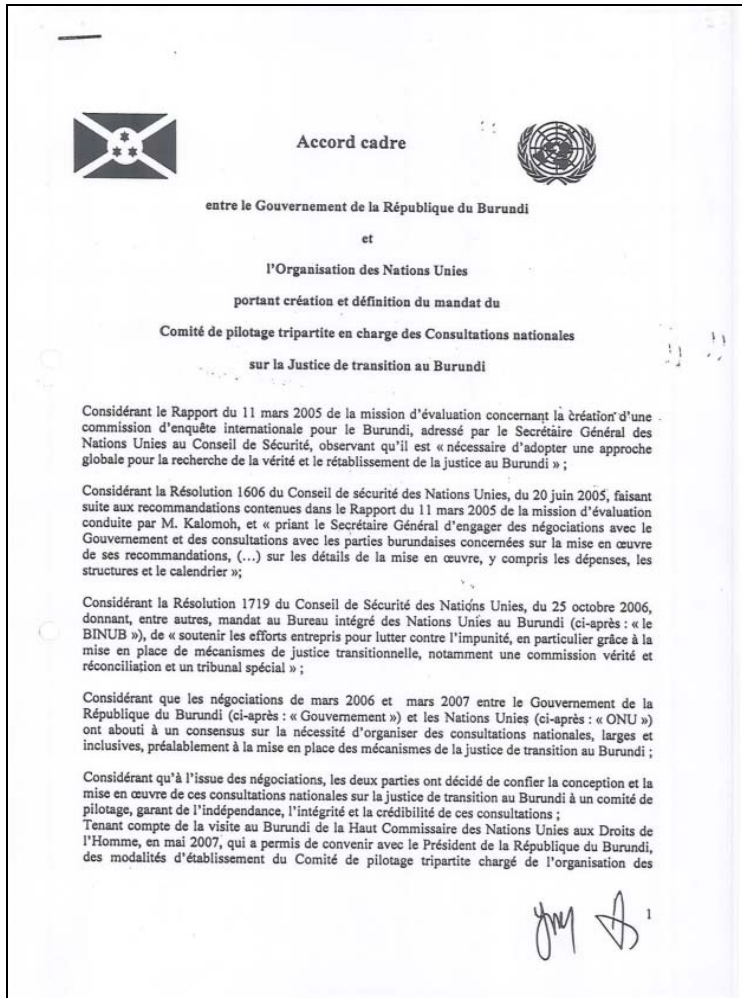 Accord cadre
entre le Gouvernement de la République du Burundi
et
l'Organisation des Nations Unies
portant création et définition du mandat du
Comité de pilotage tripartite en charge des Consultations nationales
sur la Justice de transition au Burundi
Considérant le Rapport du 11 mars 2005 de la mission d'évaluation concernant la création d'une
commission d'enquête internationale pour le Burundi, adressé par le Secrétaire Général des
Nations Unies au Conseil de Sécurité, observant qu'il est « nécessaire d'adopter une approche
globale pour la recherche de la vérité et le rétablissement de la justice au Burundi » ;
Considérant la Résolution 1606 du Conseil de sécurité des Nations Unies, du 20 juin 2005, faisant
suite aux recommandations contenues dans le Rapport du 11 mars 2005 de la mission d'évaluation
conduite par M. Kalomoh, et « priant le Secrétaire Général d'engager des négociations avec le
Gouvernement et des consultations avec les parties burundaises concernées sur la mise en œuvre
de ses recommandations, (...) sur les détails de la mise en œuvre, y compris les dépenses, les
structures et le calendrier »;
Considérant la Résolution 1719 du Conseil de Sécurité des Nations Unies, du 25 octobre 2006,
donnant, entre autres, mandat au Bureau intégré des Nations Unies au Burundi (ci-après : « le
BINUB »), de « soutenir les efforts entrepris pour lutter contre l'impunité, en particulier grâce à la
mise en place de mécanismes de justice transitionnelle, notamment une commission vérité et
réconciliation et un tribunal spécial » ;
Considérant que les négociations de mars 2006 et mars 2007 entre le Gouvernement de la
République du Burundi (ci-après : « Gouvernement ») et les Nations Unies (ci-après : « ONU »)
ont abouti à un consensus sur la nécessité d'organiser des consultations nationales, larges et
inclusives, préalablement à la mise en place des mécanismes de la justice de transition au Burundi ;
Considérant qu'à l'issue des négociations, les deux parties ont décidé de confier la conception et la
mise en œuvre de ces consultations nationales sur la justice de transition au Burundi à un comité de
pilotage, garant de l'indépendance, l'intégrité et la crédibilité de ces consultations ;
Tenant compte de la visite au Burundi de la Haut Commissaire des Nations Unies aux Droits de
l'Homme, en mai 2007, qui a permis de convenir avec le Président de la République du Burundi,
des modalités d'établissement du Comité de pilotage tripartite chargé de l'organisation des
1